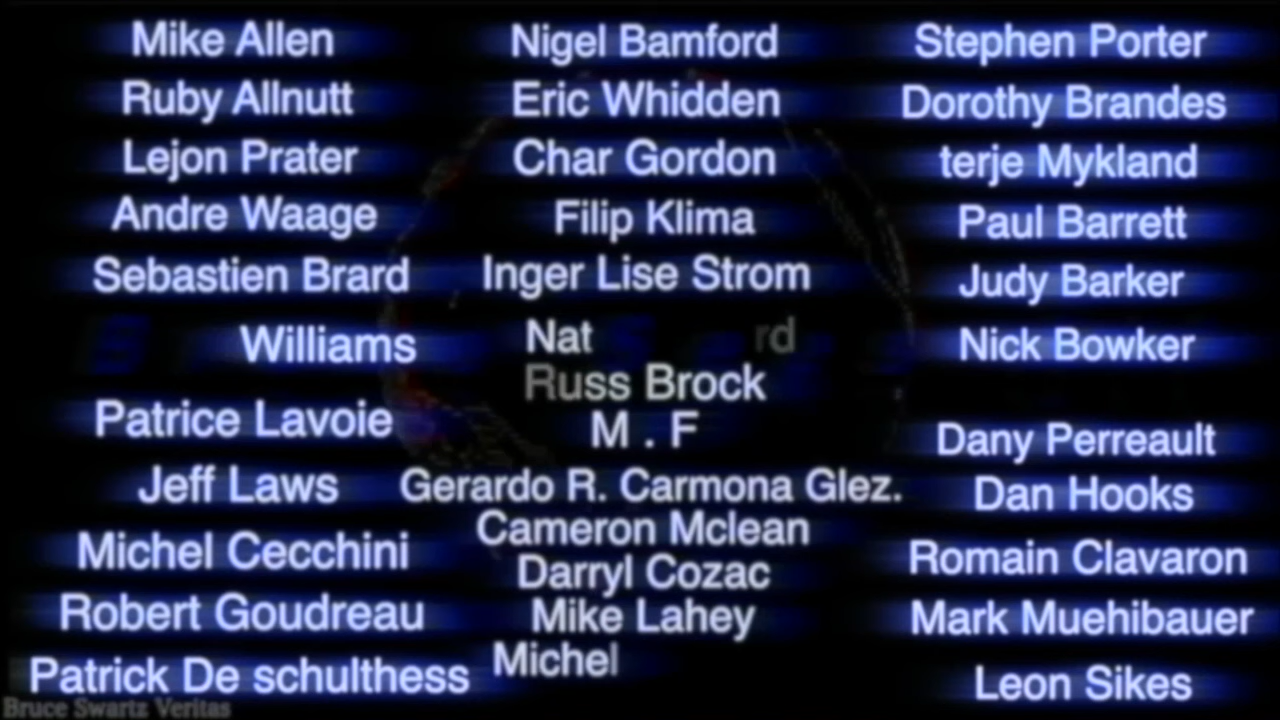 Mike Allen
Ruby Allnutt
Lejon Prater
Andre Waage
Sebastien Brard
Williams
Patrice Lavoie
Jeff Laws
Michel Cecchini
Robert Goudreau
Patrick De schulthess
Nigel Bamford
Eric Whidden
Char Gordon
Filip Klima
Inger Lise Strom
Nat rd
Russ Brock
M . F
Gerardo R. Carmona Glez.
Cameron Mclean
Darryl Cozac
Mike Lahey
Michel
Stephen Porter
Dorothy Brandes
terje Mykland
Paul Barrett
Judy Barker
Nick Bowker
Dany Perreault
Dan Hooks
Romain Clavaron
Mark Muehibauer
Leon Sikes
Bruce Swartz Veritas